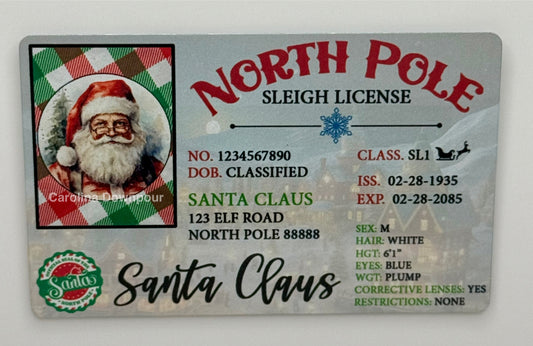 NORTH POLE
SLEIGH LICENSE
NO. 1234567890
DOB. CLASSIFIED
CLASS. SL1
ISS. 02-28-1935
EXP. 02-28-2085
SANTA CLAUS
123 ELF ROAD
NORTH POLE 88888
SEX: M
HAIR: WHITE
HGT: 6'1"
EYES: BLUE
WGT: PLUMP
CORRECTIVE LENSES: YES
RESTRICTIONS: NONE
Carolina Downpour
Santa
Santa Claus